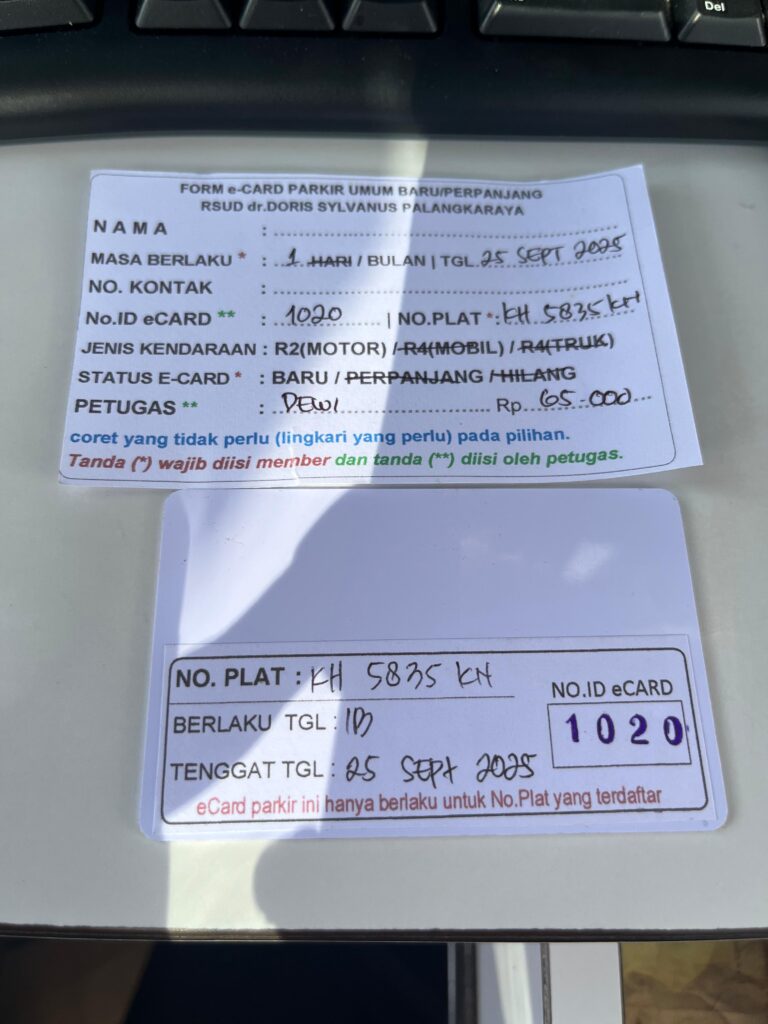 Del
FORM e-CARD PARKIR UMUM BARU/PERPANJANG
RSUD dr.DORIS SYLVANUS PALANGKARAYA
N A M A :
MASA BERLAKU * : 1 HARI / BULAN | TGL. 25 SEPT 2025
NO. KONTAK :
No.ID eCARD ** : 1020 | NO.PLAT *: KH 5835 KH
JENIS KENDARAAN : R2(MOTOR) / R4(MOBIL) / R4(TRUK)
STATUS E-CARD * : BARU / PERPANJANG / HILANG
PETUGAS ** : DEWI Rp. 65.000
coret yang tidak perlu (lingkari yang perlu) pada pilihan.
Tanda (*) wajib diisi member dan tanda (**) diisi oleh petugas.
NO. PLAT : KH 5835 KH
NO.ID eCARD
1020
BERLAKU TGL :
TENGGAT TGL : 25 SEPT 2025
eCard parkir ini hanya berlaku untuk No.Plat yang terdaftar